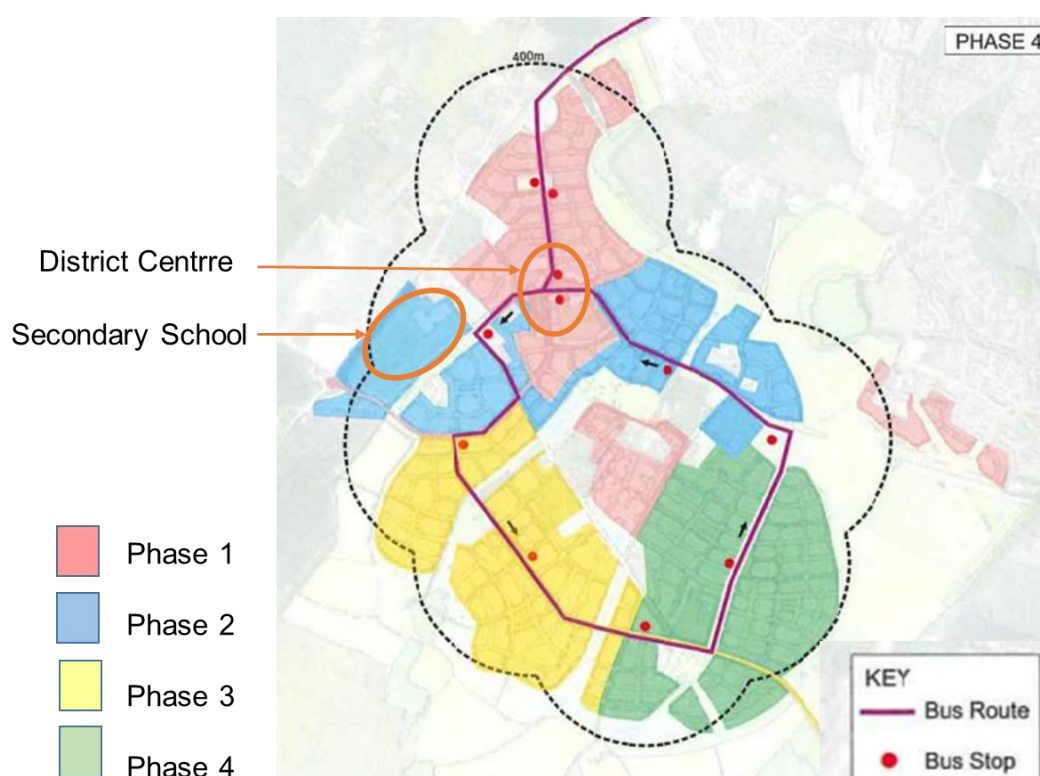 PHASE 4
400m
District Centrre
Secondary School
Phase 1
Phase 2
Phase 3
Phase 4
KEY
Bus Route
Bus Stop